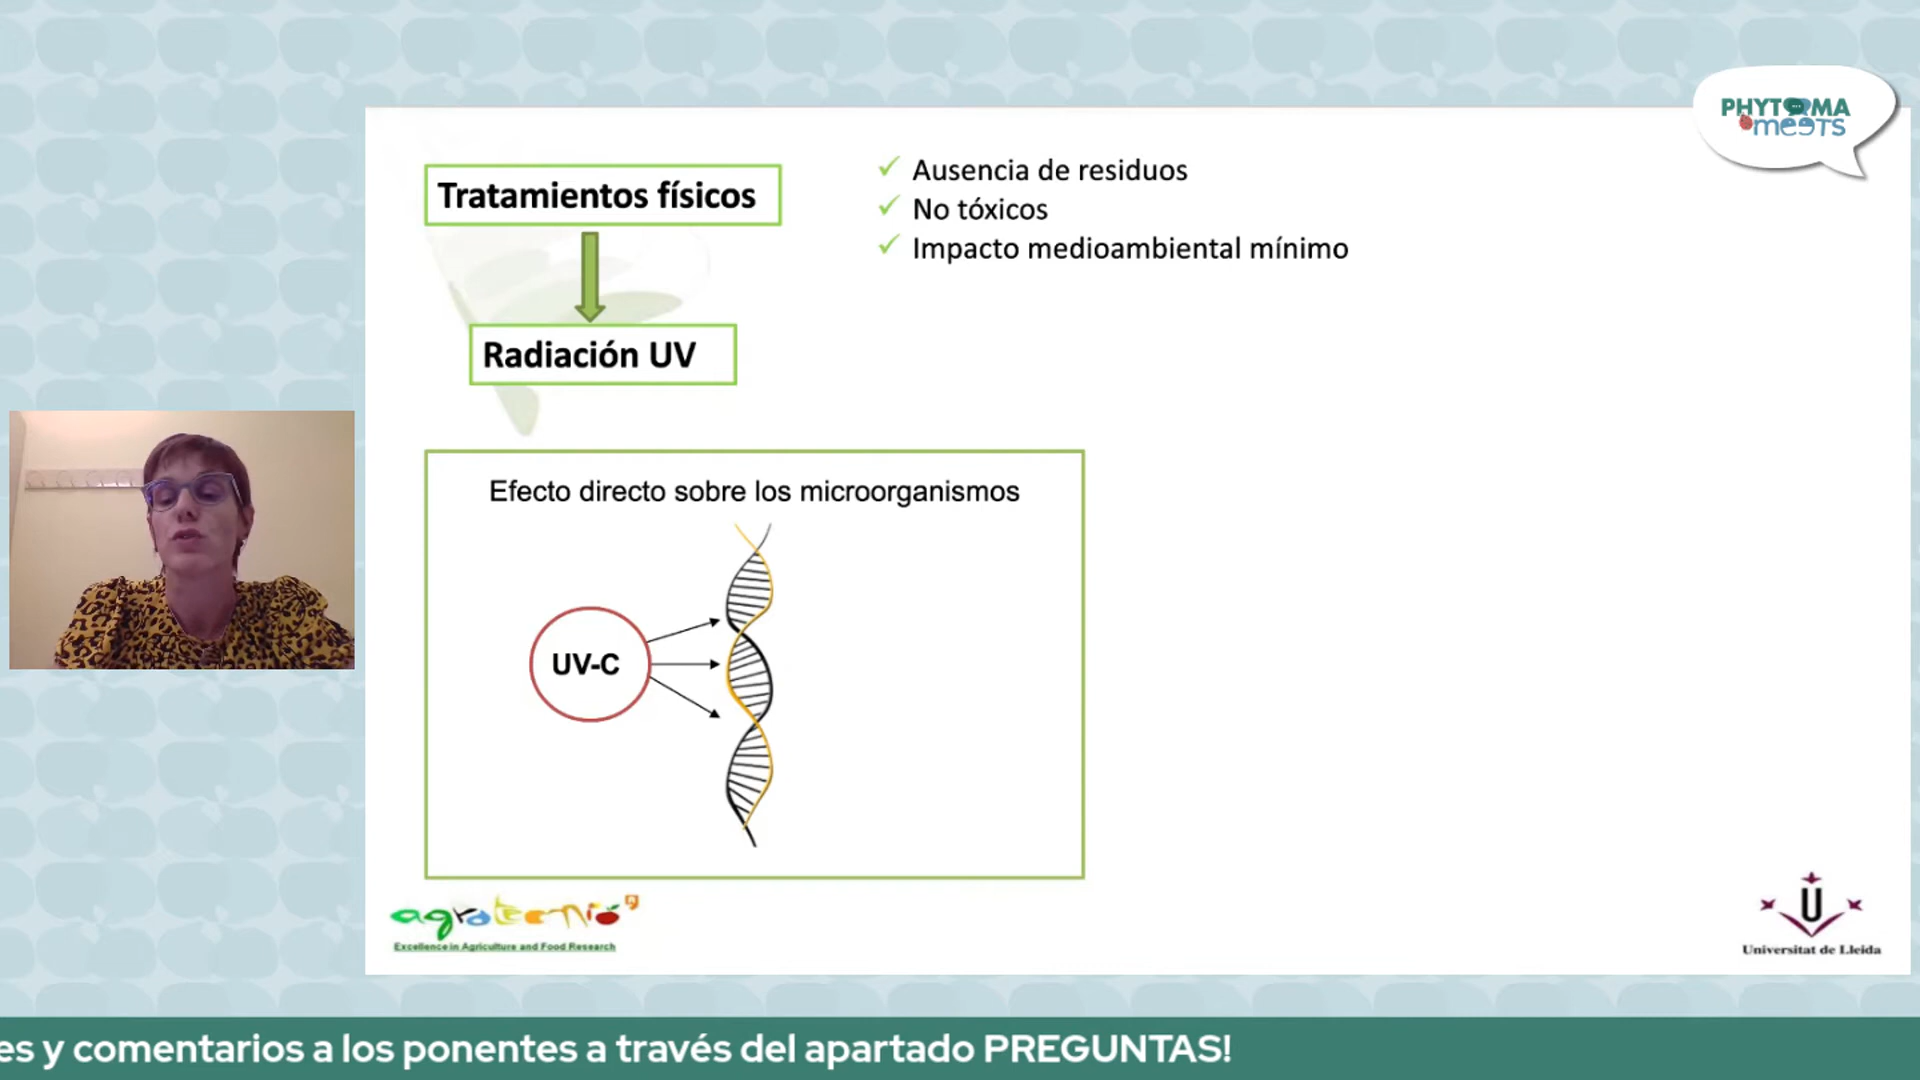 PHYTOMA
meeTs
Tratamientos físicos
Ausencia de residuos
No tóxicos
Impacto medioambiental mínimo
Radiación UV
Efecto directo sobre los microorganismos
UV-C
agrotecnio
Excellence in Agriculture and Food Research
U
Universitat de Lleida
es y comentarios a los ponentes a través del apartado PREGUNTAS!